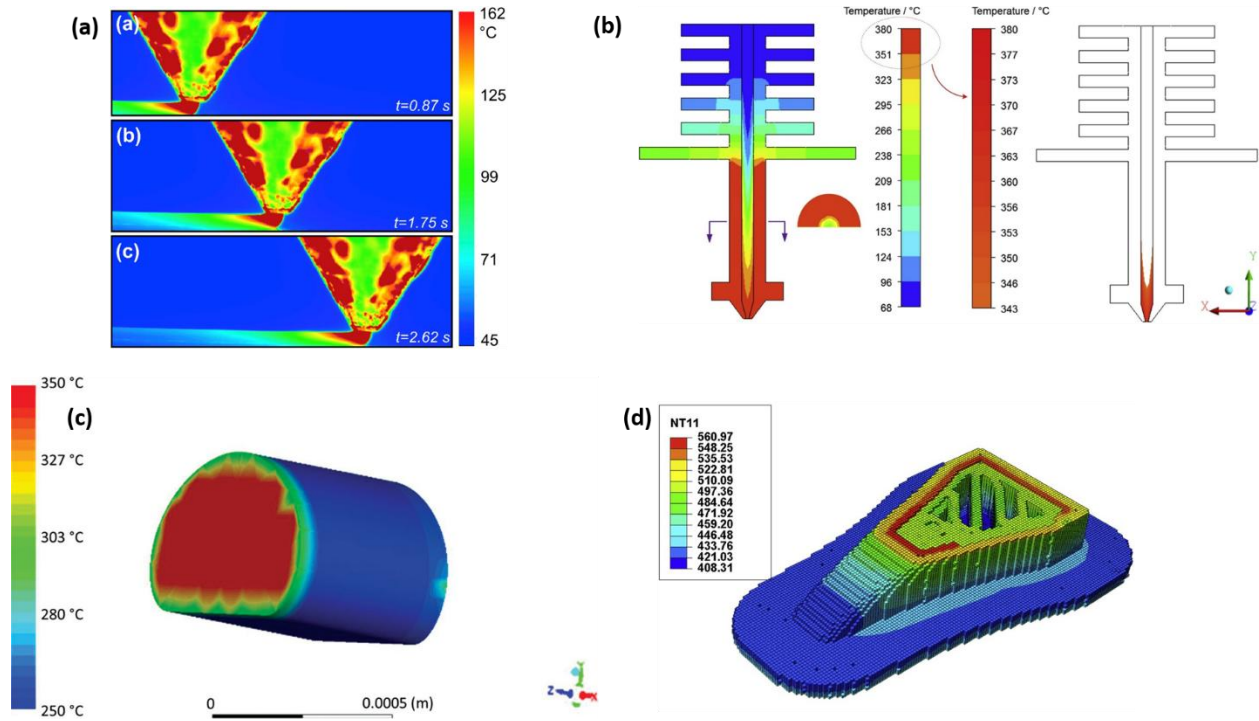 (a)
(a)
t=0.87 s
(b)
t=1.75 s
(c)
t=2.62 s
162
°C
125
99
71
45
(b)
Temperature / °C
380
351
323
295
266
238
209
181
153
124
96
68
Temperature / °C
380
377
373
370
367
363
360
356
353
350
346
343
Y
X
Z
(c)
350 °C
327 °C
303 °C
280 °C
250 °C
0
0.0005 (m)
Z
X
(d)
NT11
560.97
548.25
535.53
522.81
510.09
497.36
484.64
471.92
459.20
446.48
433.76
421.03
408.31